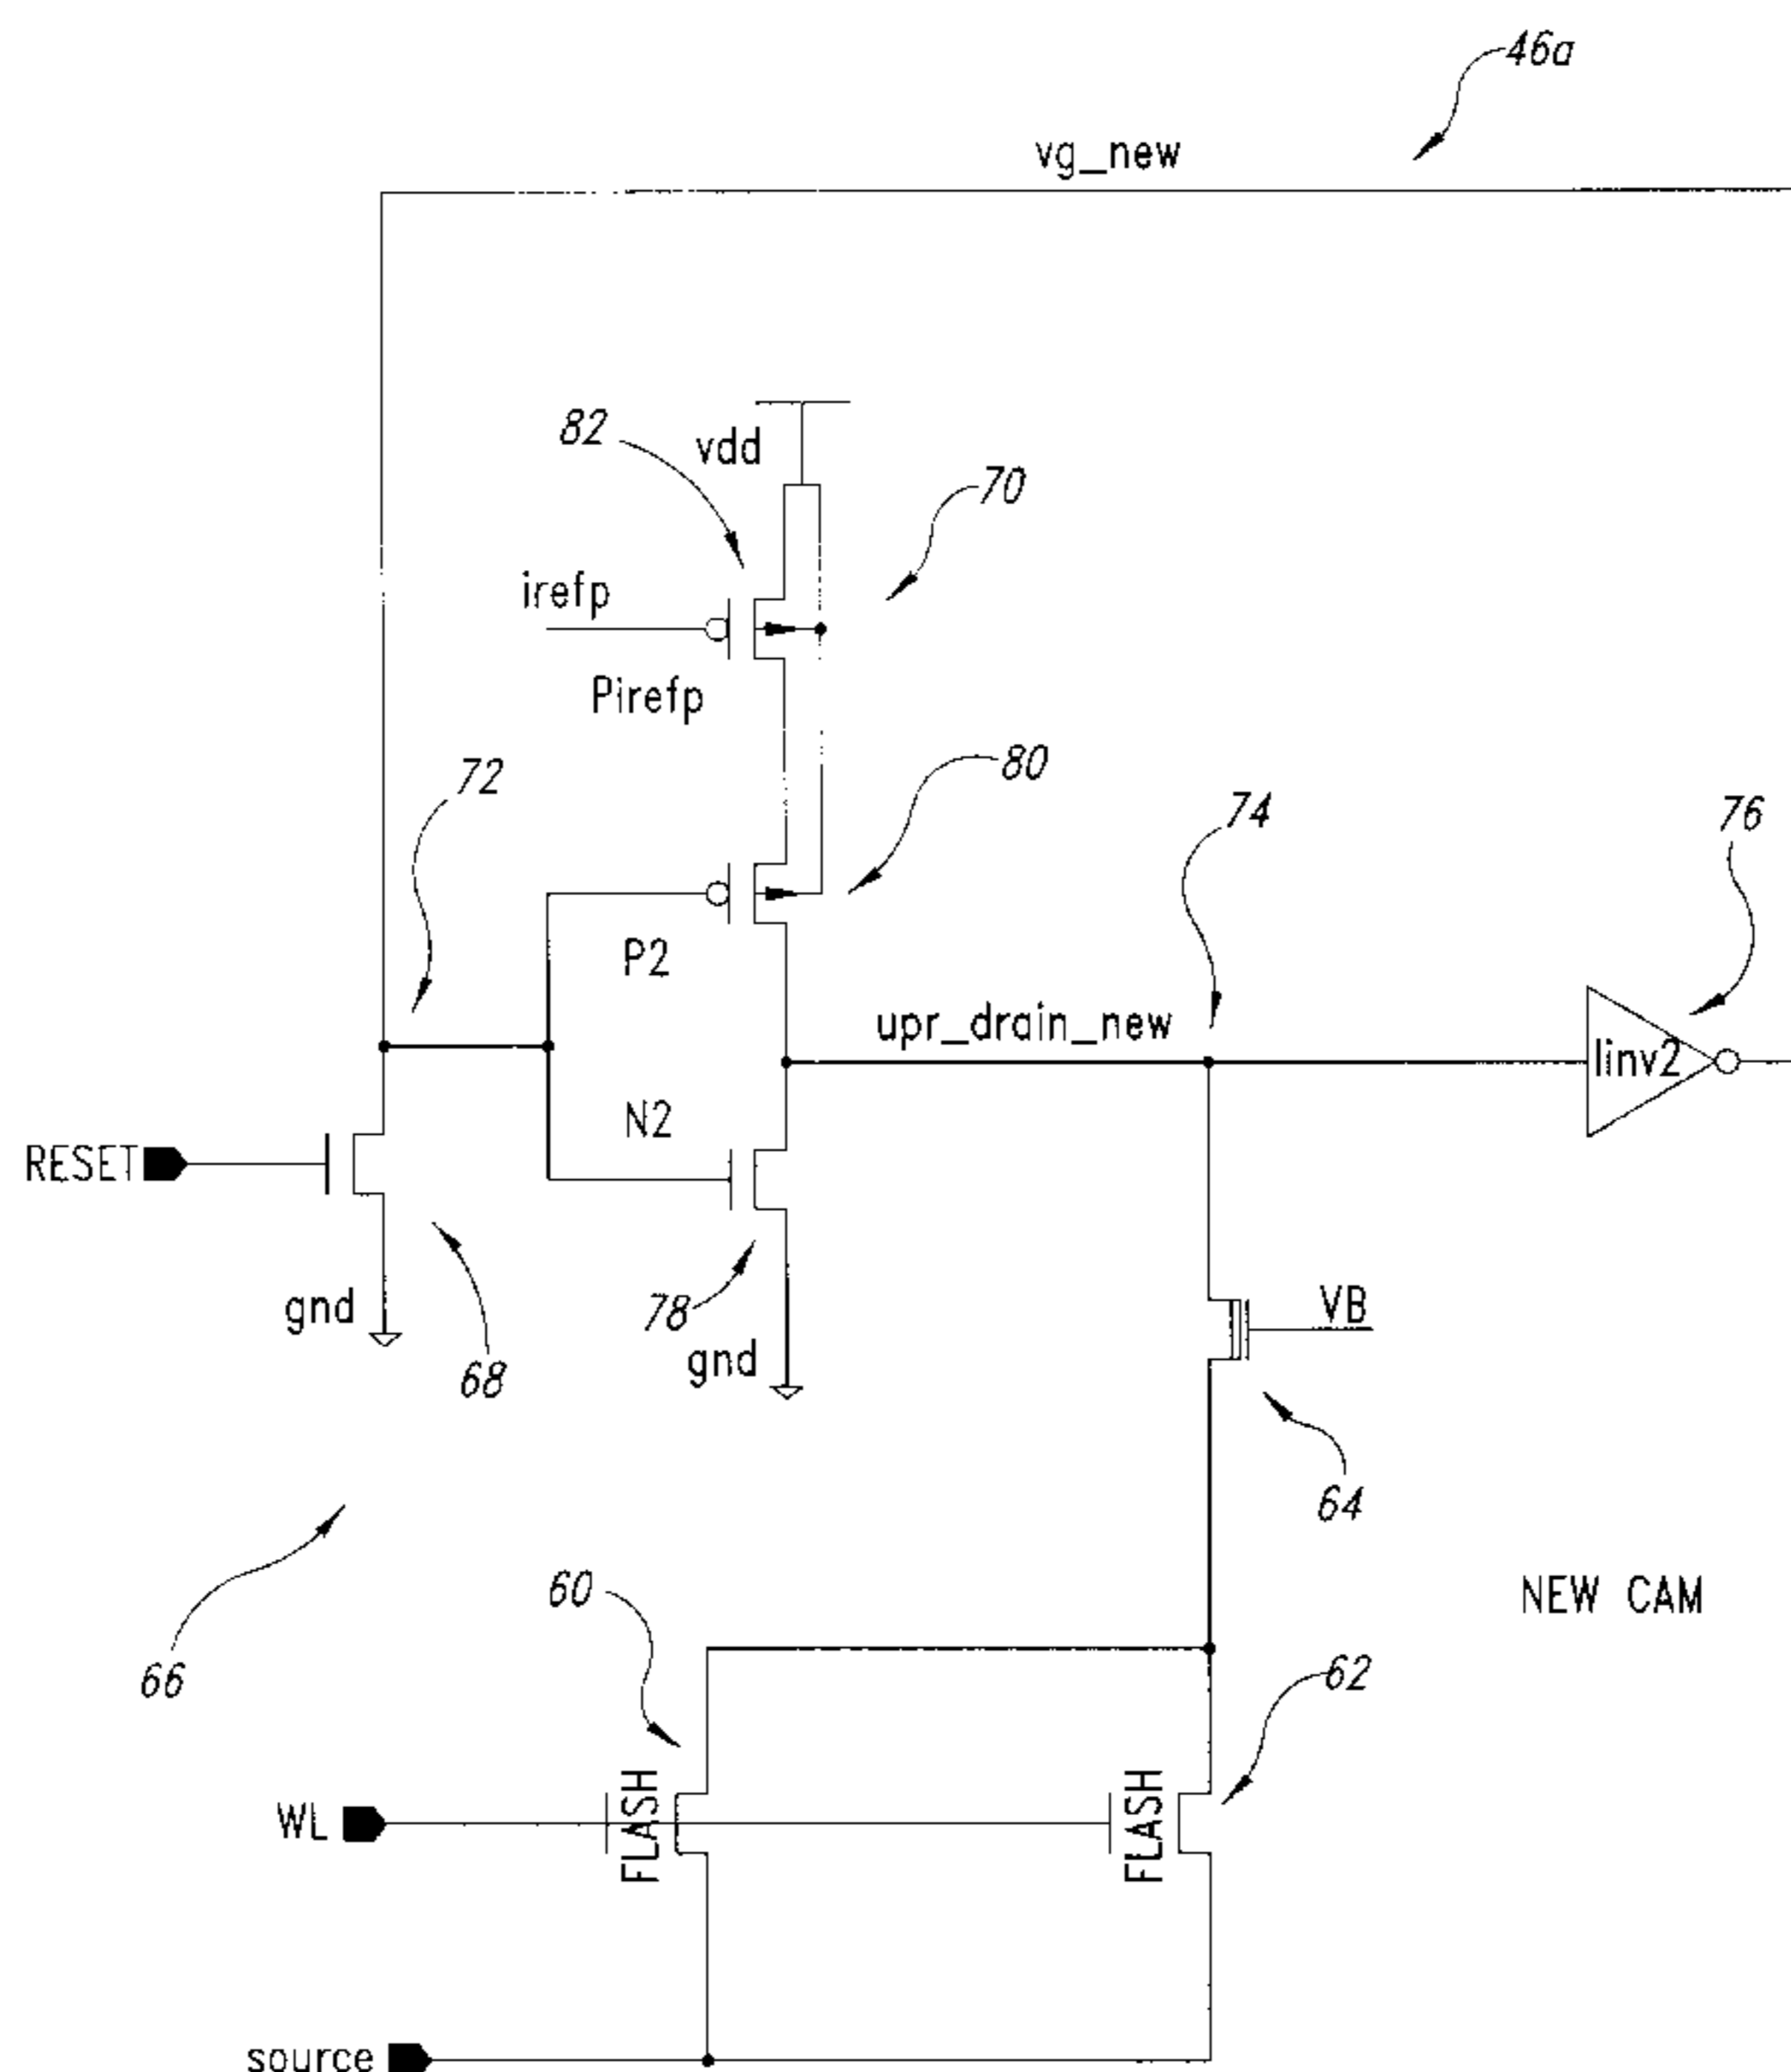 46a
vg_new
82
vdd
70
irefp
Pirefp
72
80
74
76
P2
upr_drain_new
Iinv2
N2
RESET
gnd
78
VB
68
gnd
64
60
NEW CAM
66
62
WL
FLASH
FLASH
source